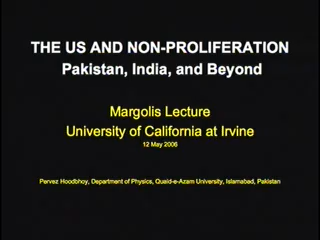 THE US AND NON-PROLIFERATION
Pakistan, India, and Beyond
Margolis Lecture
University of California at Irvine
12 May 2006
Pervez Hoodbhoy, Department of Physics, Quaid-e-Azam University, Islamabad, Pakistan